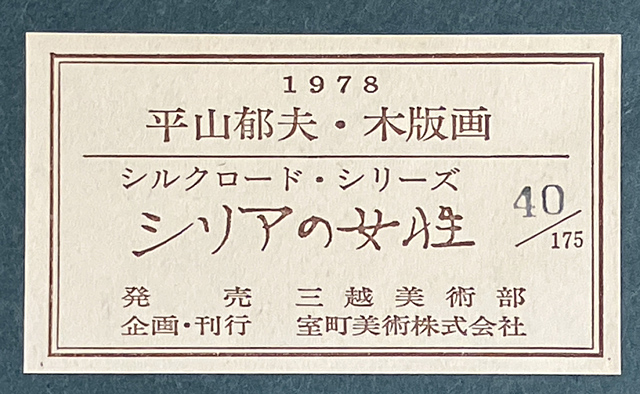 1978
平山郁夫・木版画
シルクロード・シリーズ
シリアの女性
40/175
発売 三越美術部
企画・刊行 室町美術株式会社